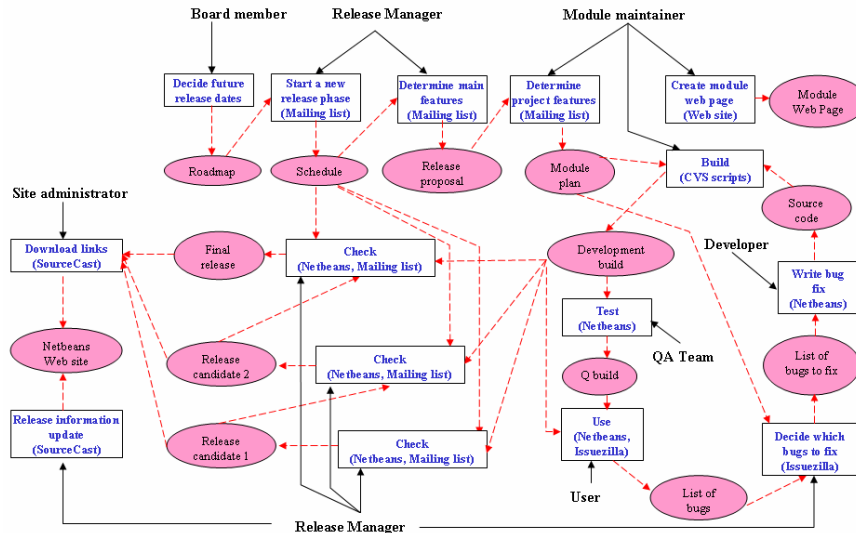 Board member
Release Manager
Module maintainer
Decide future
release dates
Start a new
release phase
(Mailing list)
Determine main
features
(Mailing list)
Determine
project features
(Mailing list)
Create module
web page
(Web site)
Module
Web Page
Roadmap
Schedule
Release
proposal
Module
plan
Build
(CVS scripts)
Source
code
Site administrator
Download links
(SourceCast)
Final
release
Check
(Netbeans, Mailing list)
Development
build
Developer
Write bug
fix
(Netbeans)
Test
(Netbeans)
QA Team
Netbeans
Web site
Release
candidate 2
Check
(Netbeans, Mailing list)
Q build
List of
bugs to fix
Release information
update
(SourceCast)
Release
candidate 1
Check
(Netbeans, Mailing list)
Use
(Netbeans,
Issuezilla)
Decide which
bugs to fix
(Issuezilla)
User
List of
bugs
Release Manager